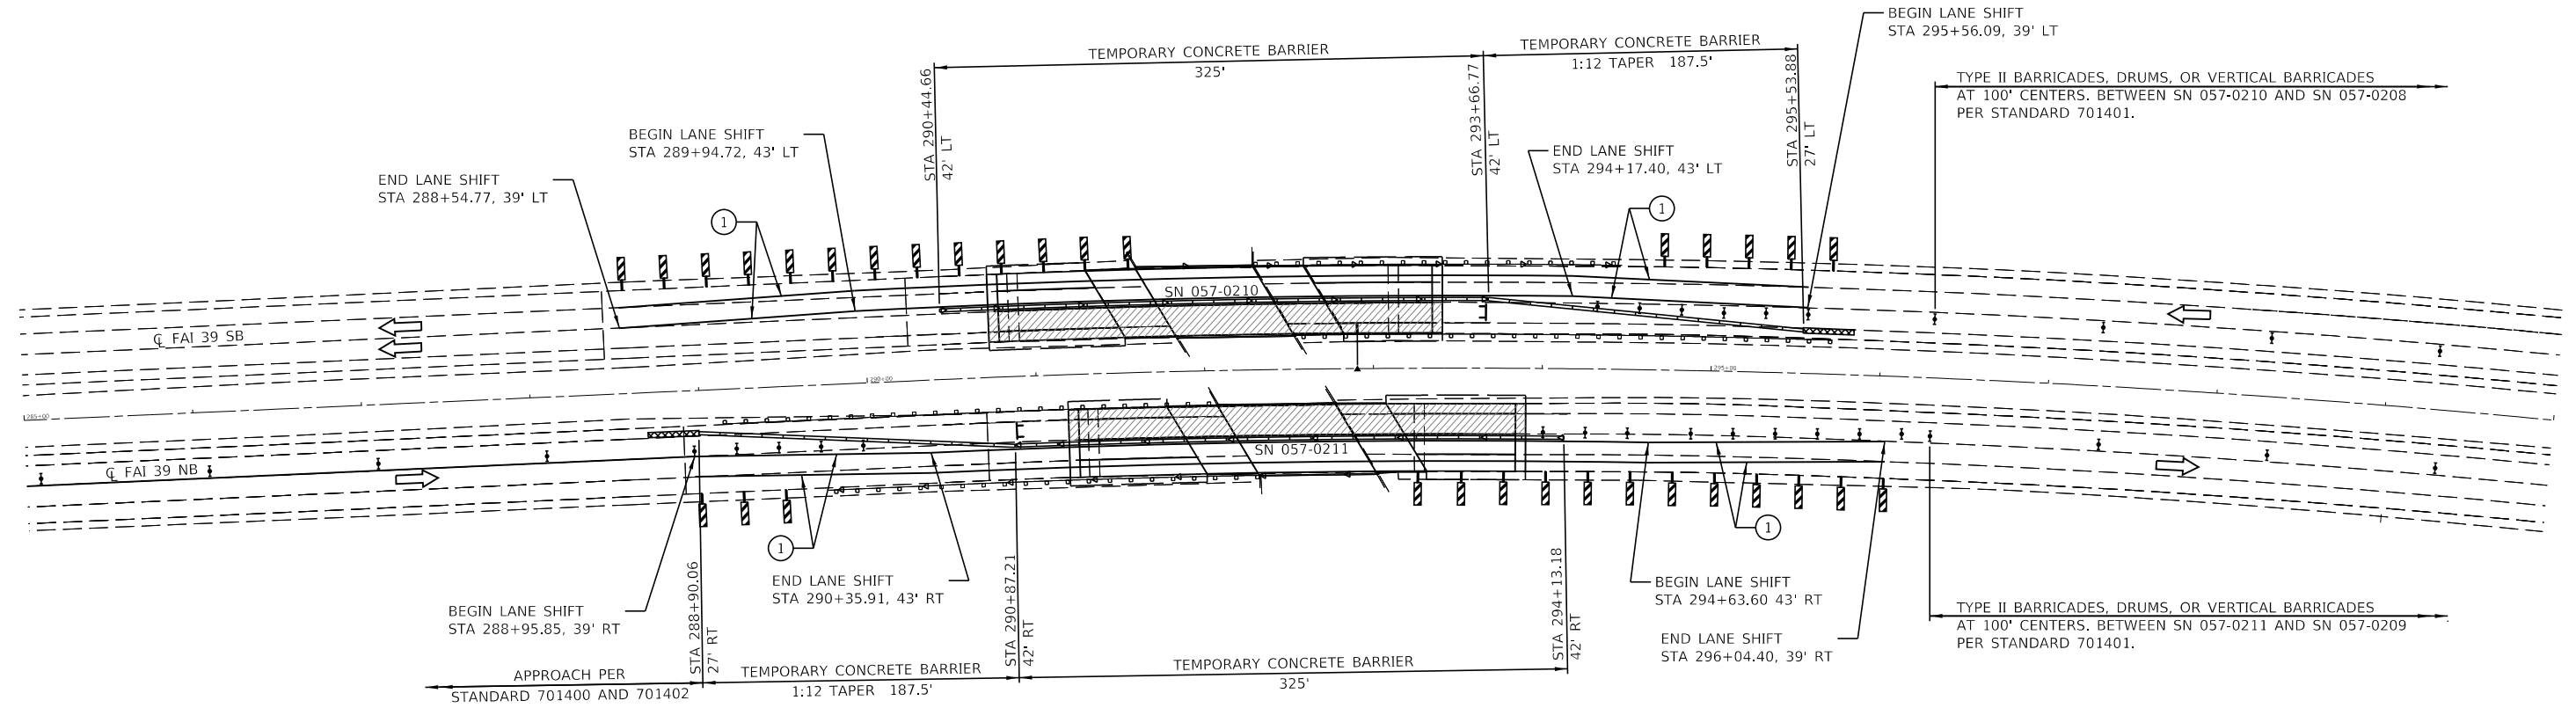 BEGIN LANE SHIFT
STA 295+56.09, 39' LT
TEMPORARY CONCRETE BARRIER
325'
TEMPORARY CONCRETE BARRIER
1:12 TAPER 187.5'
TYPE II BARRICADES, DRUMS, OR VERTICAL BARRICADES
AT 100' CENTERS. BETWEEN SN 057-0210 AND SN 057-0208
PER STANDARD 701401.
STA 290+44.66
42' LT
STA 293+66.77
42' LT
STA 295+53.88
27' LT
BEGIN LANE SHIFT
STA 289+94.72, 43' LT
END LANE SHIFT
STA 294+17.40, 43' LT
END LANE SHIFT
STA 288+54.77, 39' LT
1
1
SN 057-0210
℄ FAI 39 SB
290+00
295+00
285+00
SN 057-0211
℄ FAI 39 NB
1
1
END LANE SHIFT
STA 290+35.91, 43' RT
BEGIN LANE SHIFT
STA 288+95.85, 39' RT
STA 288+90.06
27' RT
STA 290+87.21
42' RT
STA 294+13.18
42' RT
BEGIN LANE SHIFT
STA 294+63.60 43' RT
END LANE SHIFT
STA 296+04.40, 39' RT
TYPE II BARRICADES, DRUMS, OR VERTICAL BARRICADES
AT 100' CENTERS. BETWEEN SN 057-0211 AND SN 057-0209
PER STANDARD 701401.
APPROACH PER
STANDARD 701400 AND 701402
TEMPORARY CONCRETE BARRIER
1:12 TAPER 187.5'
TEMPORARY CONCRETE BARRIER
325'